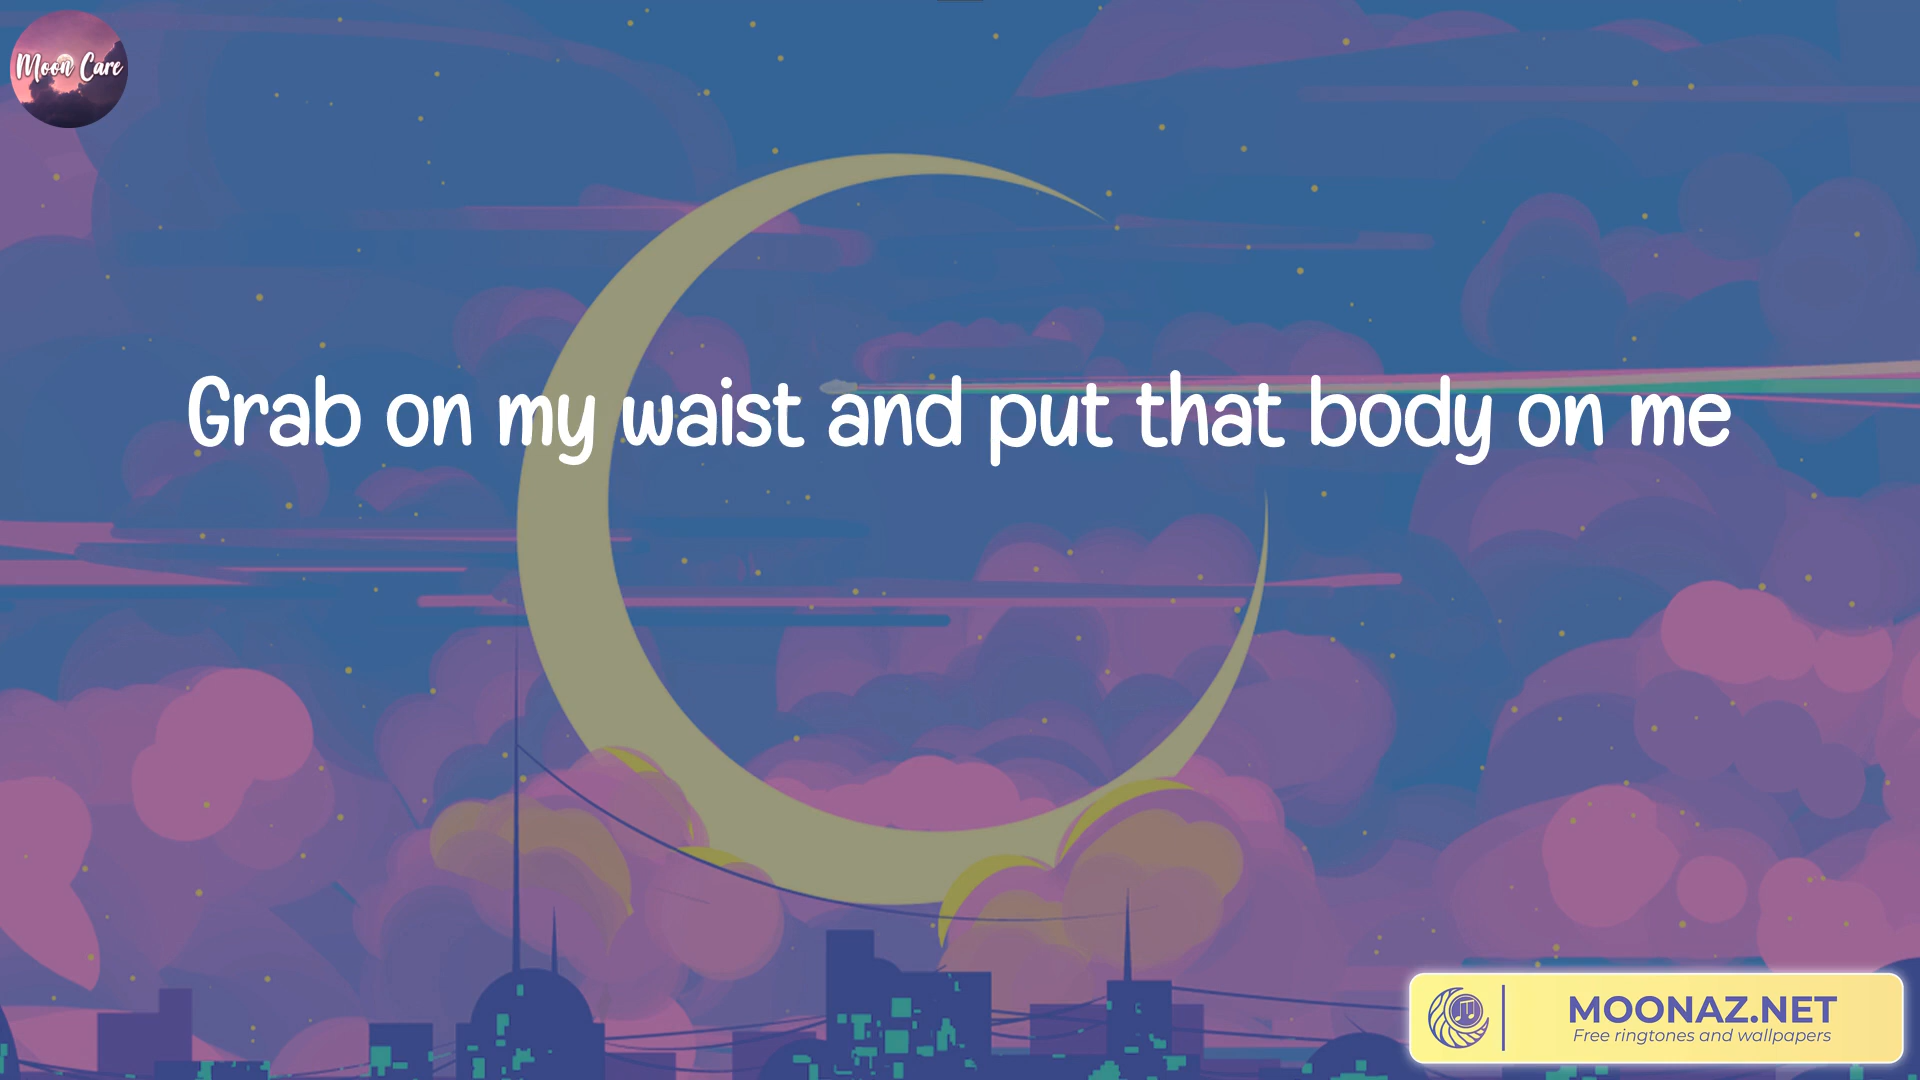 Moon Care
Grab on my waist and put that body on me
MOONAZ.NET
Free ringtones and wallpapers